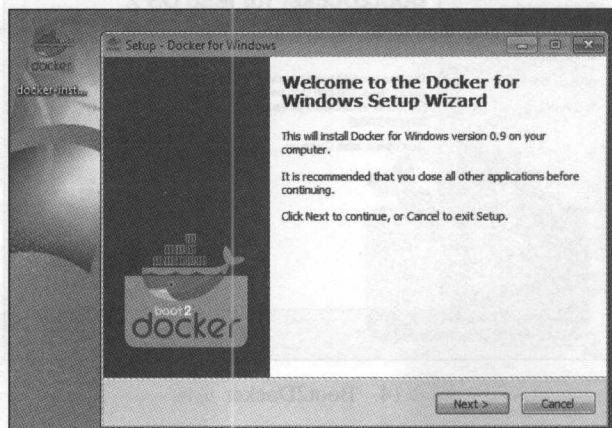 docker
docker-inst...
Setup - Docker for Windows
Welcome to the Docker for
Windows Setup Wizard
This will install Docker for Windows version 0.9 on your
computer.
It is recommended that you close all other applications before
continuing.
Click Next to continue, or Cancel to exit Setup.
boot2
docker
Next >
Cancel